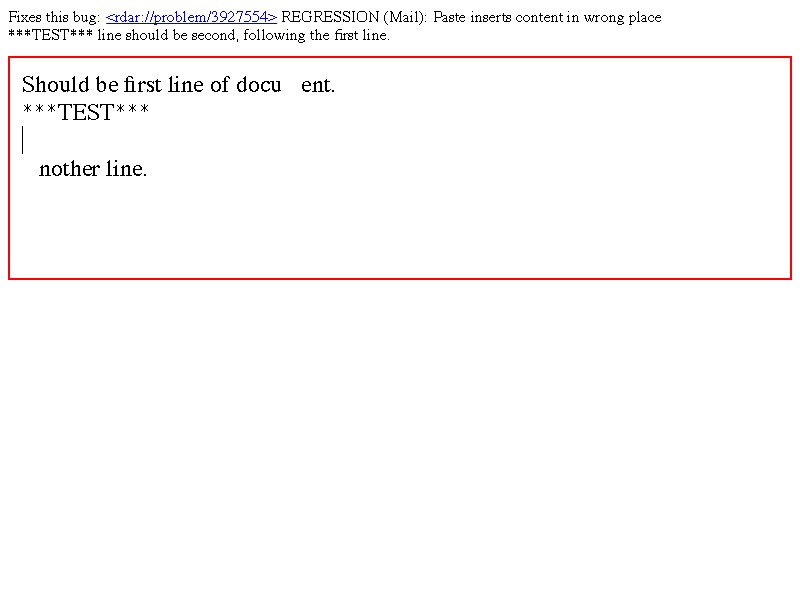 Fixes this bug: <rdar://problem/3927554> REGRESSION (Mail): Paste inserts content in wrong place
***TEST*** line should be second, following the first line.
Should be first line of docu ent.
***TEST***
nother line.